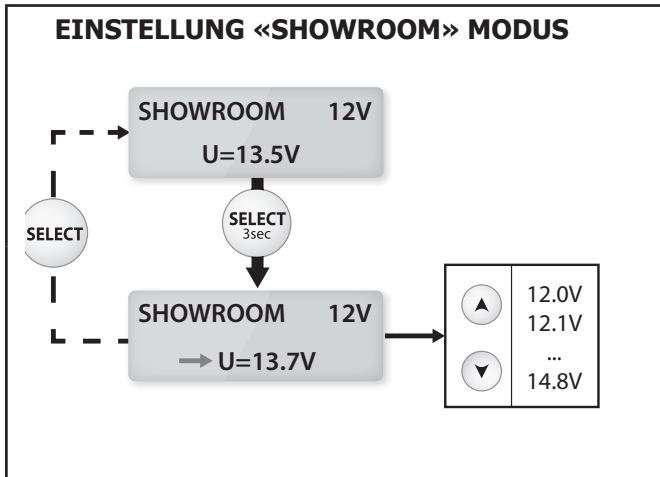 EINSTELLUNG «SHOWROOM» MODUS
SHOWROOM 12V
U=13.5V
SELECT
SELECT
3sec
SHOWROOM 12V
U=13.7V
12.0V
12.1V
...
14.8V